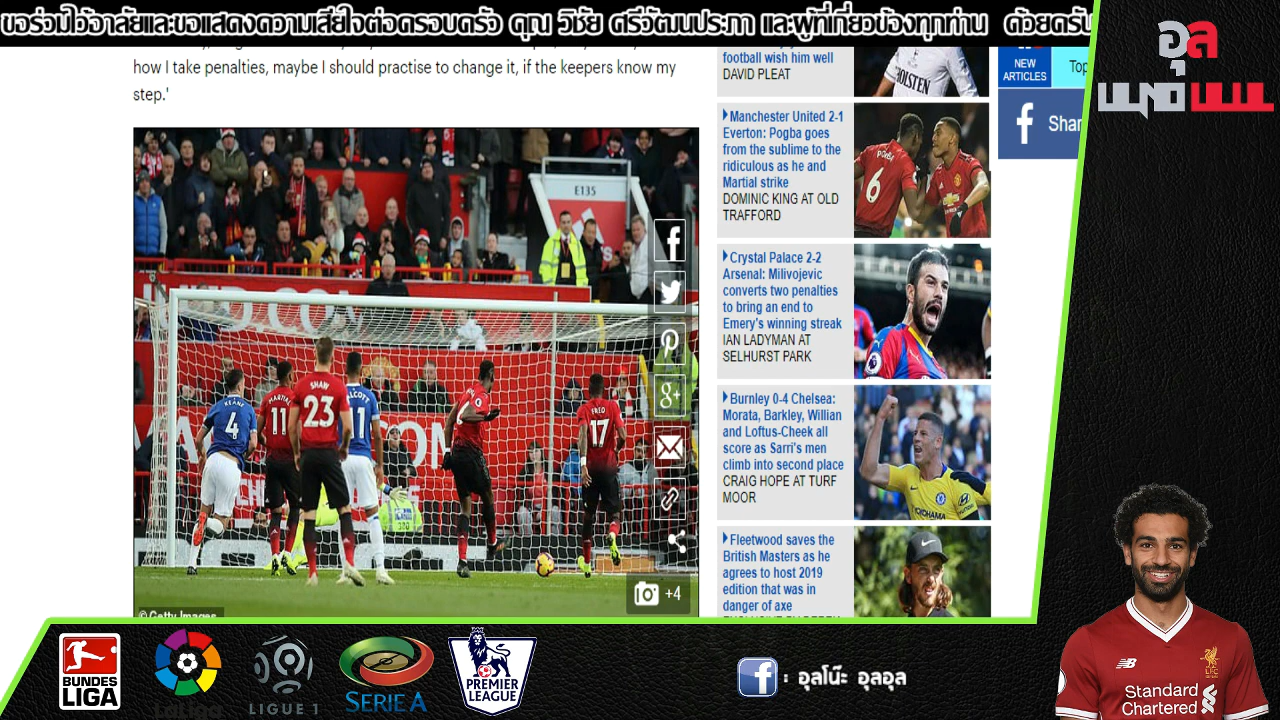 ขอร่วมไว้อาลัยและขอแสดงความเสียใจต่อครอบครัว คุณ วิชัย ศรีวัฒนประภา และผู้ที่เกี่ยวข้องทุกท่าน ด้วยครับ
how I take penalties, maybe I should practise to change it, if the keepers know my
step.'
E135
SHAW
23
KEANE
4
MARTIAL
11
11
6
FRED
17
+4
© Getty Images
football wish him well
DAVID PLEAT
HOLSTEN
Manchester United 2-1
Everton: Pogba goes
from the sublime to the
ridiculous as he and
Martial strike
DOMINIC KING AT OLD
TRAFFORD
POGBA
6
Crystal Palace 2-2
Arsenal: Milivojevic
converts two penalties
to bring an end to
Emery's winning streak
IAN LADYMAN AT
SELHURST PARK
Burnley 0-4 Chelsea:
Morata, Barkley, Willian
and Loftus-Cheek all
score as Sarri's men
climb into second place
CRAIG HOPE AT TURF
MOOR
YOKOHAMA
Fleetwood saves the
British Masters as he
agrees to host 2019
edition that was in
danger of axe
NEW
ARTICLES
Top
Shar
อุล
BUNDES
LIGA
LaLiga
LIGUE 1
SERIE A
PREMIER
LEAGUE
: อุลโน๊ะ อุลอุล
Standard
Chartered